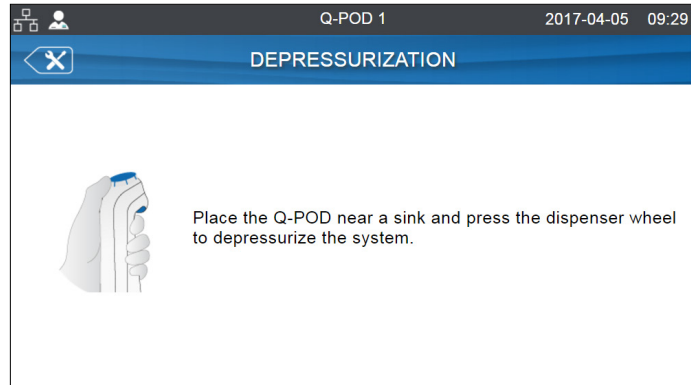 Q-POD 1 2017-04-05 09:29
DEPRESSURIZATION
Place the Q-POD near a sink and press the dispenser wheel
to depressurize the system.